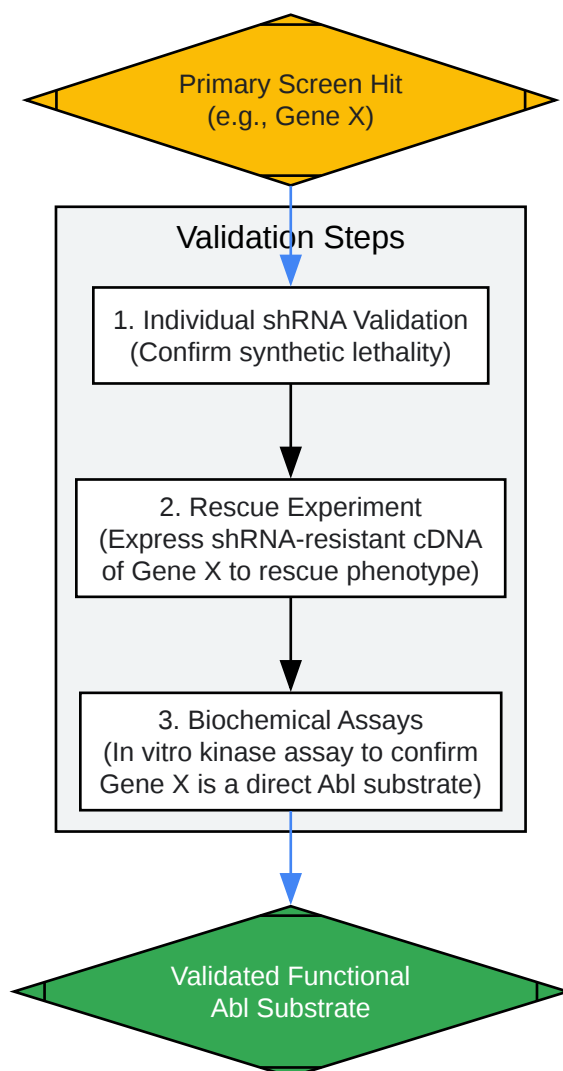 Primary Screen Hit
(e.g., Gene X)
Validation Steps
1. Individual shRNA Validation
(Confirm synthetic lethality)
2. Rescue Experiment
(Express shRNA-resistant cDNA
of Gene X to rescue phenotype)
3. Biochemical Assays
(In vitro kinase assay to confirm
Gene X is a direct Abl substrate)
Validated Functional
Abl Substrate